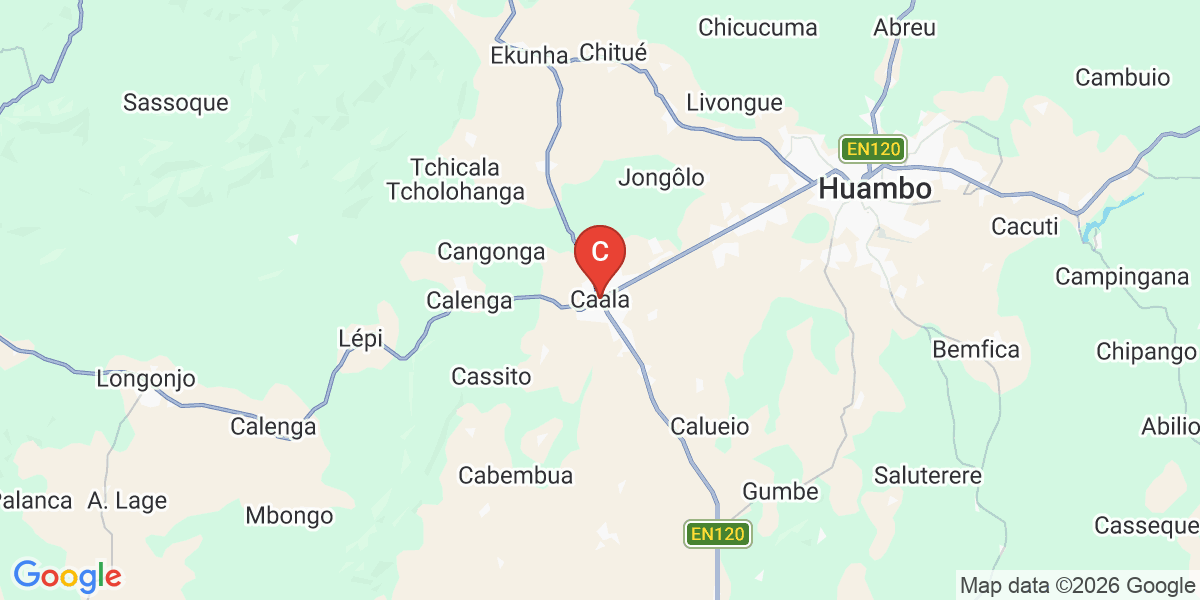 Chicucuma
Abreu
Ekunha
Chitué
Cambuio
Sassoque
Livongue
EN120
Tchicala
Tcholohanga
Jongôlo
Huambo
Cacuti
Cangonga
C
Campingana
Calenga
Caala
Lépi
Bemfica
Chipango
Longonjo
Cassito
Calenga
Calueio
Abilio
Cabembua
Saluterere
Gumbe
Palanca
A. Lage
Mbongo
Casseque
EN120
Google
Map data ©2026 Google